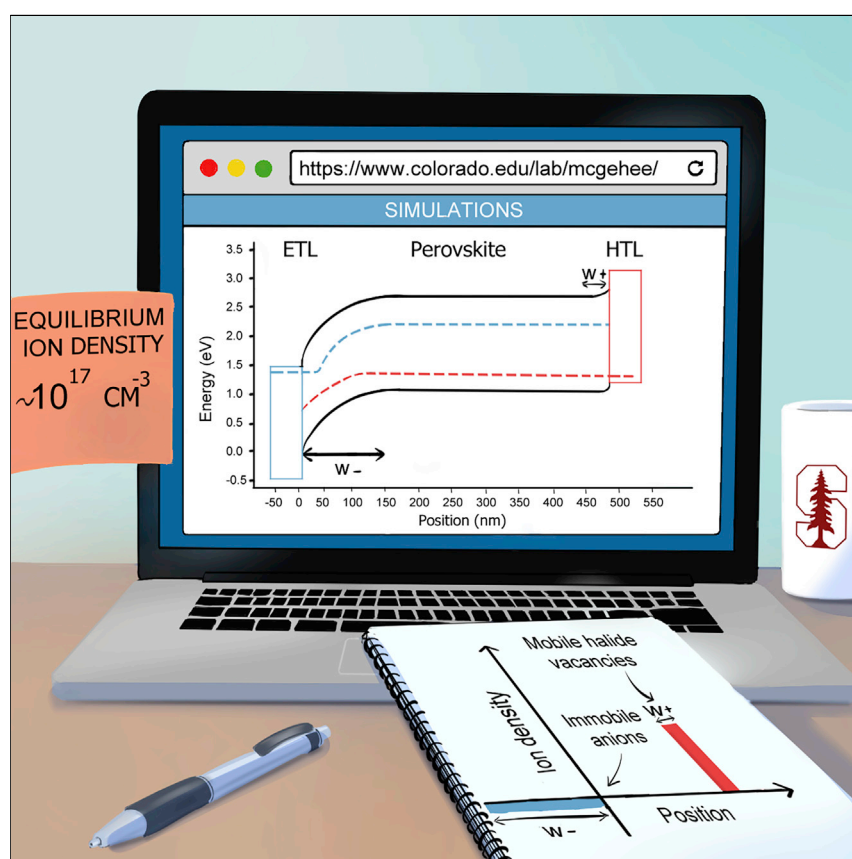 https://www.colorado.edu/lab/mcgehee/
SIMULATIONS
ETL Perovskite HTL
W+
3.5
3.0
2.5
2.0
1.5
1.0
0.5
0.0
-0.5
Energy (eV)
W-
-50 0 50 100 150 200 250 300 350 400 450 500 550
Position (nm)
EQUILIBRIUM
ION DENSITY
~10^17 CM^-3
S
Mobile halide
vacancies
W+
Immobile
anions
Ion density
Position
W-